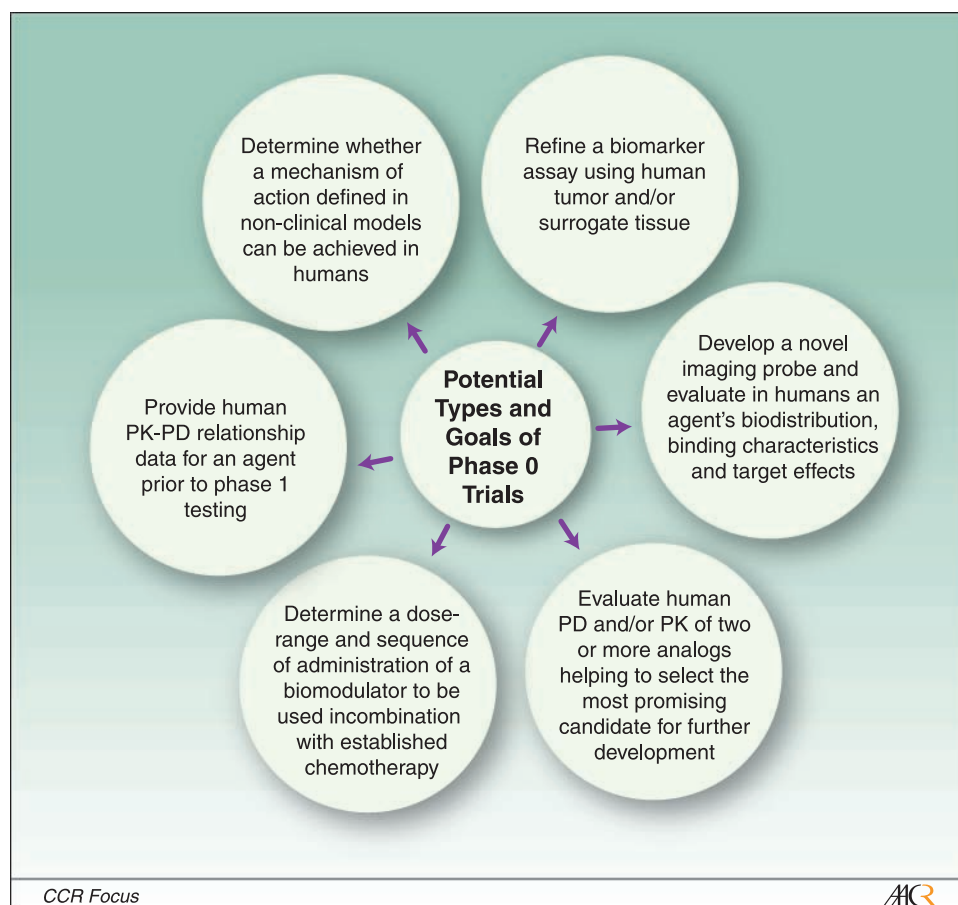 Determine whether
a mechanism of
action defined in
non-clinical models
can be achieved in
humans
Refine a biomarker
assay using human
tumor and/or
surrogate tissue
Develop a novel
imaging probe and
evaluate in humans an
agent's biodistribution,
binding characteristics
and target effects
Potential
Types and
Goals of
Phase 0
Trials
Provide human
PK-PD relationship
data for an agent
prior to phase 1
testing
Determine a dose-
range and sequence
of administration of a
biomodulator to be
used incombination
with established
chemotherapy
Evaluate human
PD and/or PK of two
or more analogs
helping to select the
most promising
candidate for further
development
CCR Focus
AACR